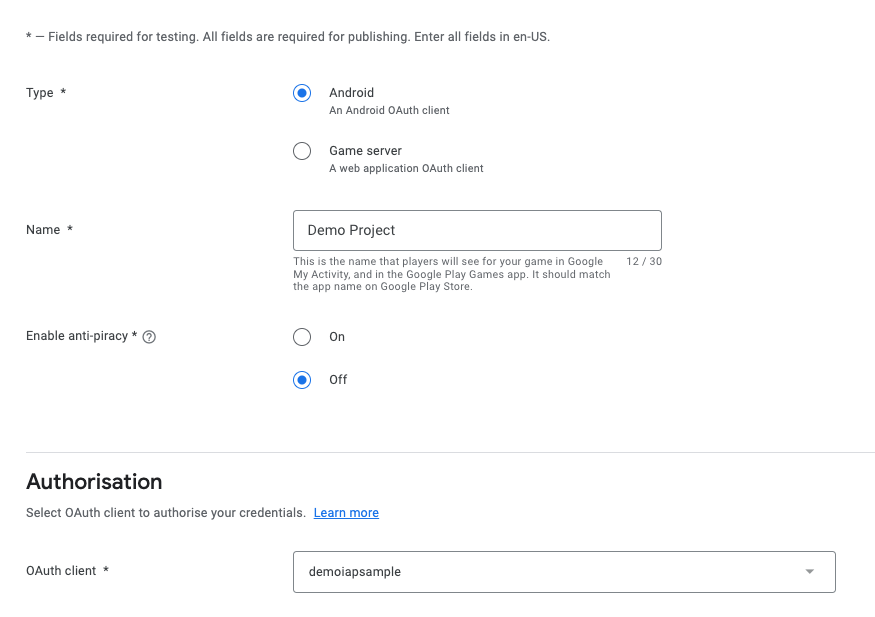 * — Fields required for testing. All fields are required for publishing. Enter all fields in en-US.
Type *
Android
An Android OAuth client
Game server
A web application OAuth client
Name *
Demo Project
This is the name that players will see for your game in Google
12 / 30
My Activity, and in the Google Play Games app. It should match
the app name on Google Play Store.
Enable anti-piracy * ?
On
Off
Authorisation
Select OAuth client to authorise your credentials. Learn more
OAuth client *
demoiapsample